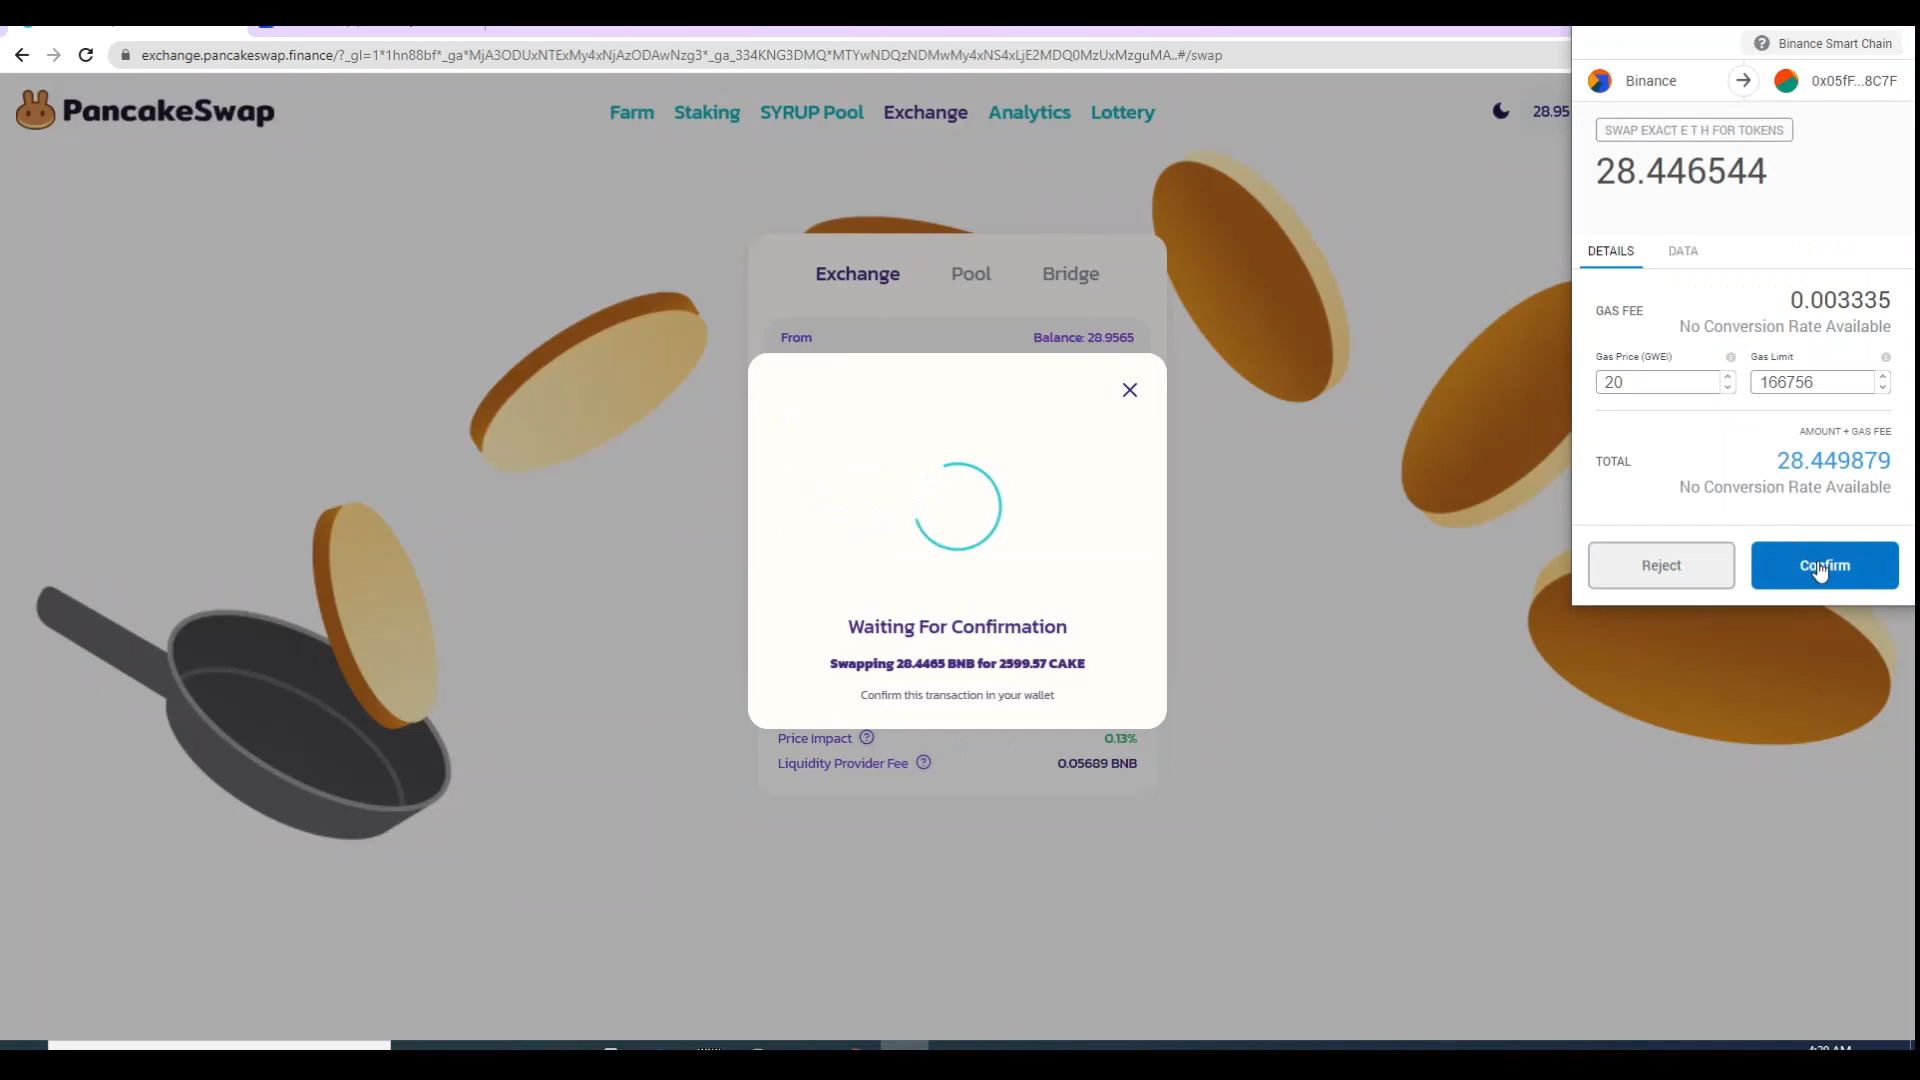 exchange.pancakeswap.finance/?_gl=1*1hn88bf*_ga*MjA3ODUxNTExMy4xNjAzODAwNzg3*_ga_334KNG3DMQ*MTYwNDQzNDMwMy4xNS4xLjE2MDQ0MzUxMzguMA..#/swap
PancakeSwap
Farm
Staking
SYRUP Pool
Exchange
Analytics
Lottery
28.95
Exchange
Pool
Bridge
From
Balance: 28.9565
Waiting For Confirmation
Swapping 28.4465 BNB for 2599.57 CAKE
Confirm this transaction in your wallet
Price Impact ?
0.13%
Liquidity Provider Fee ?
0.05689 BNB
? Binance Smart Chain
Binance
0x05fF...8C7F
SWAP EXACT E T H FOR TOKENS
28.446544
DETAILS
DATA
GAS FEE
0.003335
No Conversion Rate Available
Gas Price (GWEI)
Gas Limit
20
166756
AMOUNT + GAS FEE
TOTAL
28.449879
No Conversion Rate Available
Reject
Confirm